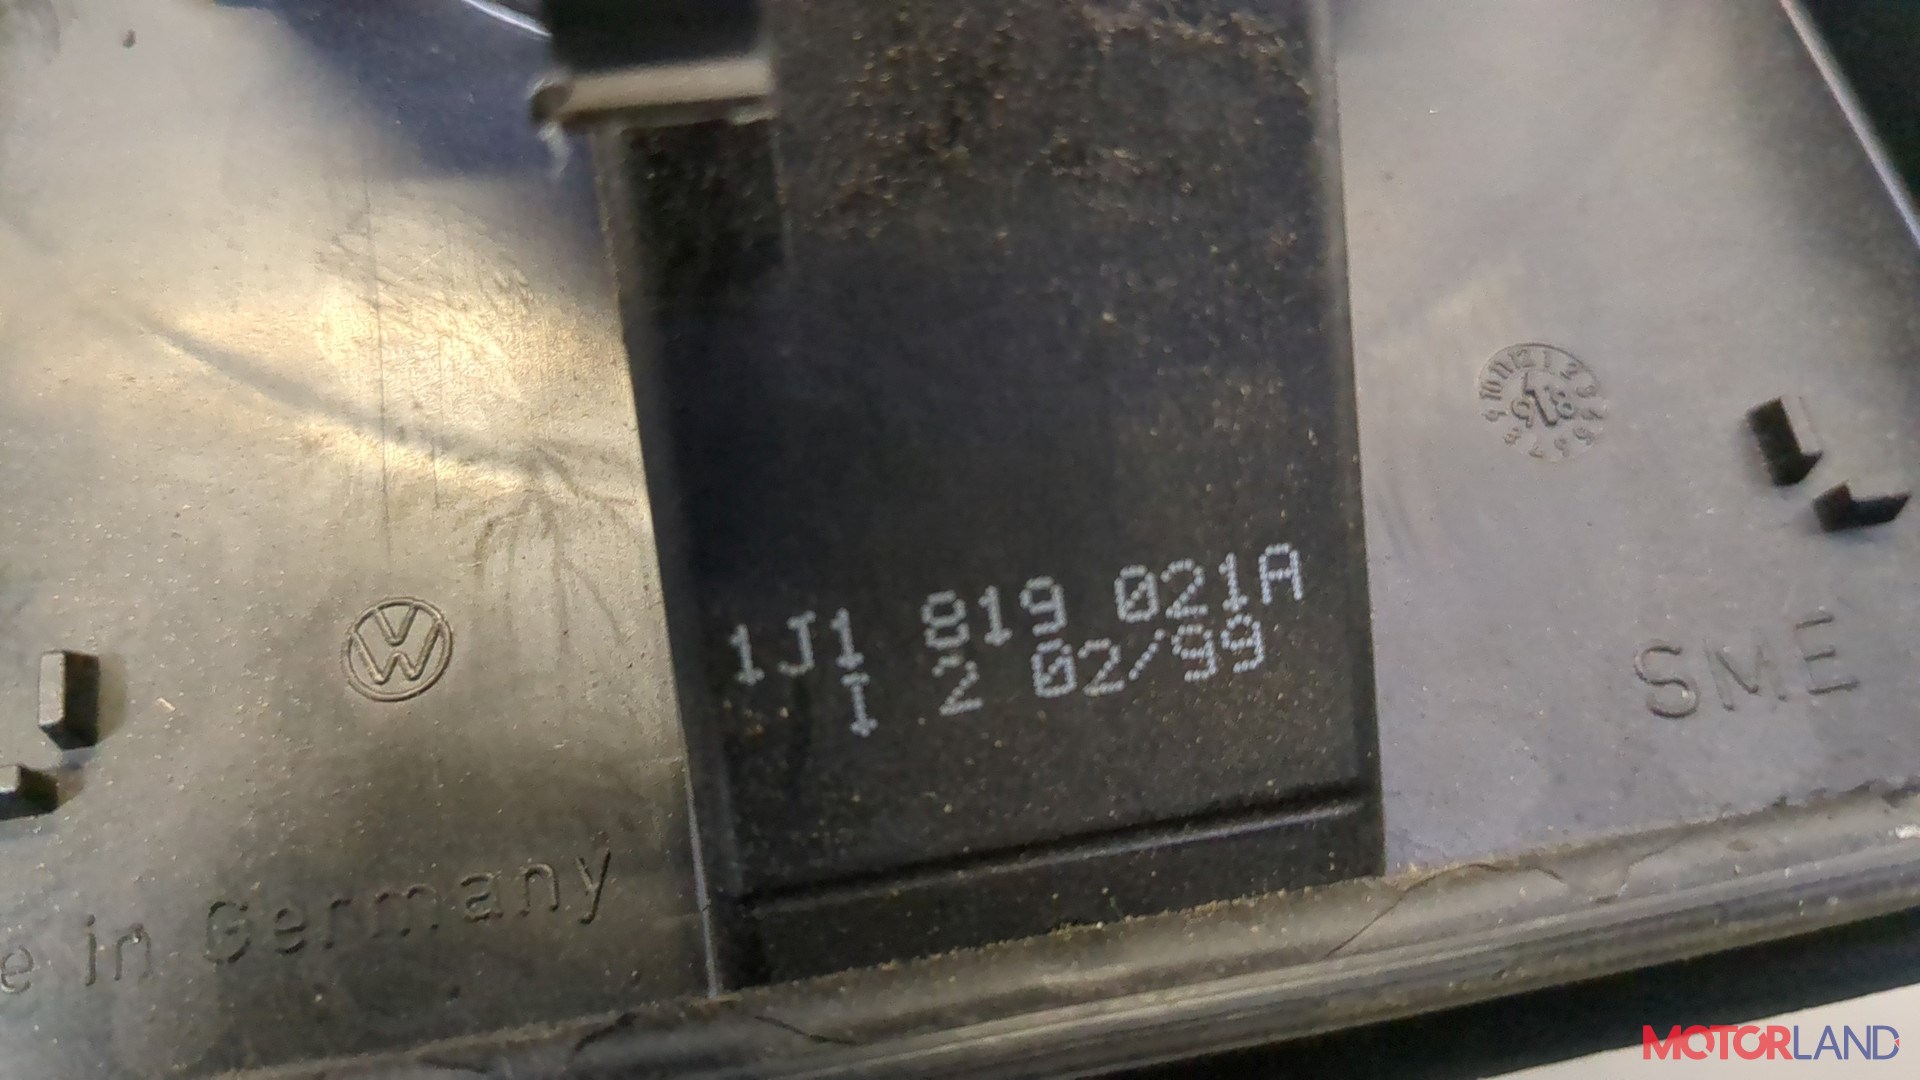 1J1 819 021A
I 2 02/99
SME
e in Germany
MOTORLAND